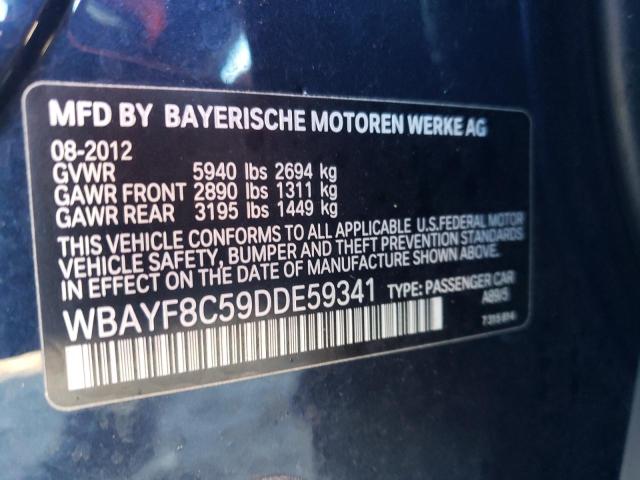 MFD BY BAYERISCHE MOTOREN WERKE AG
08-2012
GVWR 5940 lbs 2694 kg
GAWR FRONT 2890 lbs 1311 kg
GAWR REAR 3195 lbs 1449 kg
THIS VEHICLE CONFORMS TO ALL APPLICABLE U.S.FEDERAL MOTOR
VEHICLE SAFETY, BUMPER AND THEFT PREVENTION STANDARDS
IN EFFECT ON THE DATE OF MANUFACTURE SHOWN ABOVE.
WBAYF8C59DDE59341 TYPE: PASSENGER CAR
A89/5